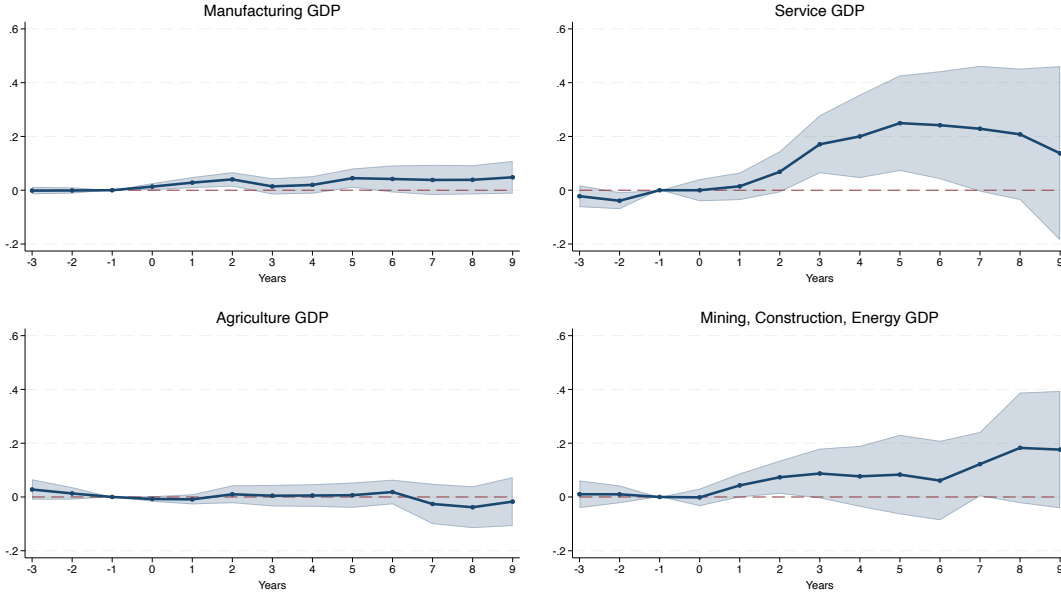 Manufacturing GDP
.6
.4
.2
0
-.2
-3 -2 -1 0 1 2 3 4 5 6 7 8 9
Years
Service GDP
.6
.4
.2
0
-.2
-3 -2 -1 0 1 2 3 4 5 6 7 8 9
Years
Agriculture GDP
.6
.4
.2
0
-.2
-3 -2 -1 0 1 2 3 4 5 6 7 8 9
Years
Mining, Construction, Energy GDP
.6
.4
.2
0
-.2
-3 -2 -1 0 1 2 3 4 5 6 7 8 9
Years